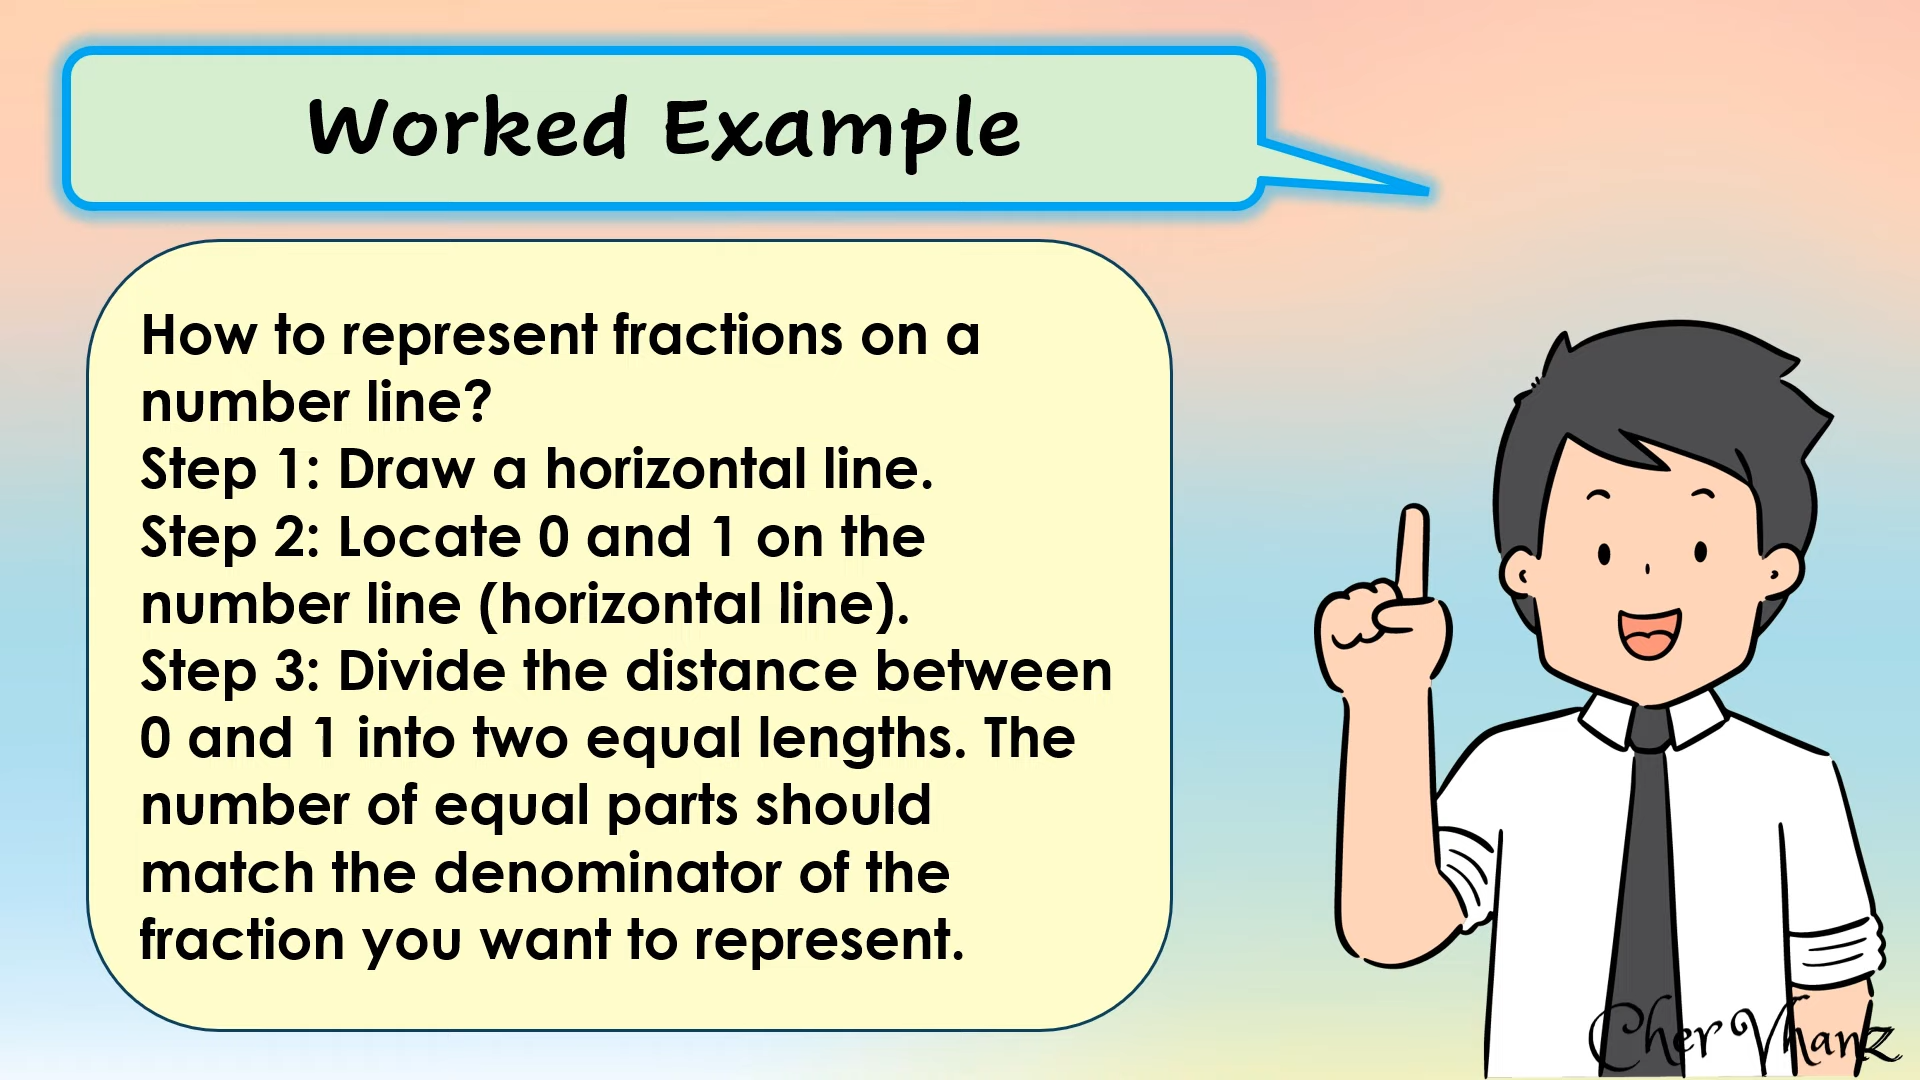 Worked Example
How to represent fractions on a
number line?
Step 1: Draw a horizontal line.
Step 2: Locate 0 and 1 on the
number line (horizontal line).
Step 3: Divide the distance between
0 and 1 into two equal lengths. The
number of equal parts should
match the denominator of the
fraction you want to represent.
Cher Vhanz